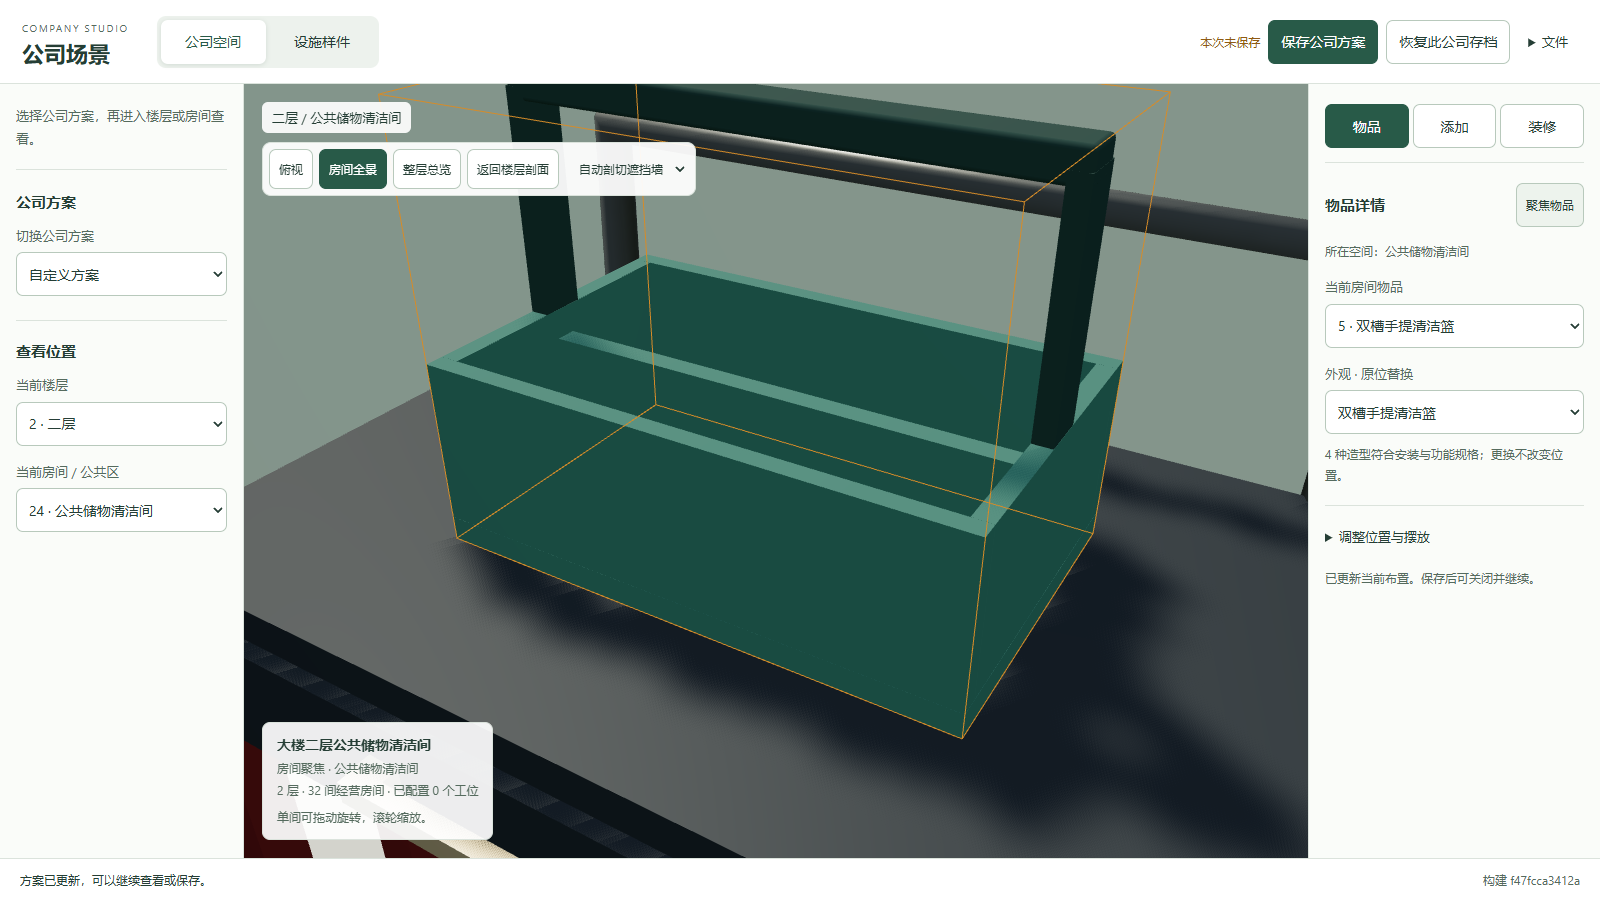 COMPANY STUDIO
公司场景
公司空间
设施样件
本次未保存
保存公司方案
恢复此公司存档
文件
选择公司方案，再进入楼层或房间查看。
公司方案
切换公司方案
自定义方案
查看位置
当前楼层
2 · 二层
当前房间 / 公共区
24 · 公共储物清洁间
二层 / 公共储物清洁间
俯视
房间全景
整层总览
返回楼层剖面
自动剖切遮挡墙
大楼二层公共储物清洁间
房间聚焦 · 公共储物清洁间
2 层 · 32 间经营房间 · 已配置 0 个工位
单间可拖动旋转，滚轮缩放。
物品
添加
装修
物品详情
聚焦物品
所在空间：公共储物清洁间
当前房间物品
5 · 双槽手提清洁篮
外观 · 原位替换
双槽手提清洁篮
4 种造型符合安装与功能规格；更换不改变位置。
调整位置与摆放
已更新当前布置。保存后可关闭并继续。
方案已更新，可以继续查看或保存。
构建 f47fcca3412a